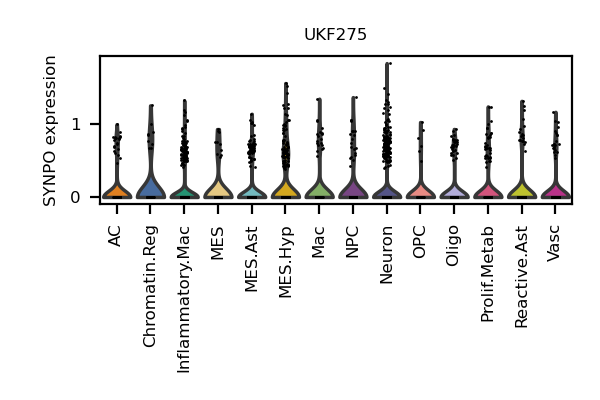 UKF275
SYNPO expression
1
0
AC
Chromatin.Reg
Inflammatory.Mac
MES
MES.Ast
MES.Hyp
Mac
NPC
Neuron
OPC
Oligo
Prolif.Metab
Reactive.Ast
Vasc